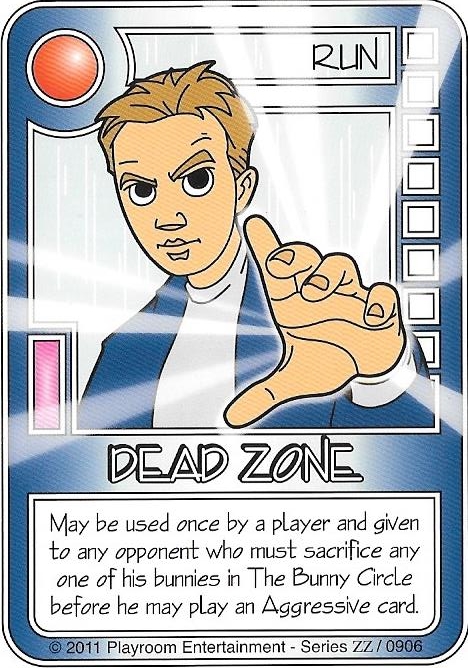 RUN
DEAD ZONE
May be used once by a player and given
to any opponent who must sacrifice any
one of his bunnies in The Bunny Circle
before he may play an Aggressive card.
© 2011 Playroom Entertainment - Series ZZ / 0906